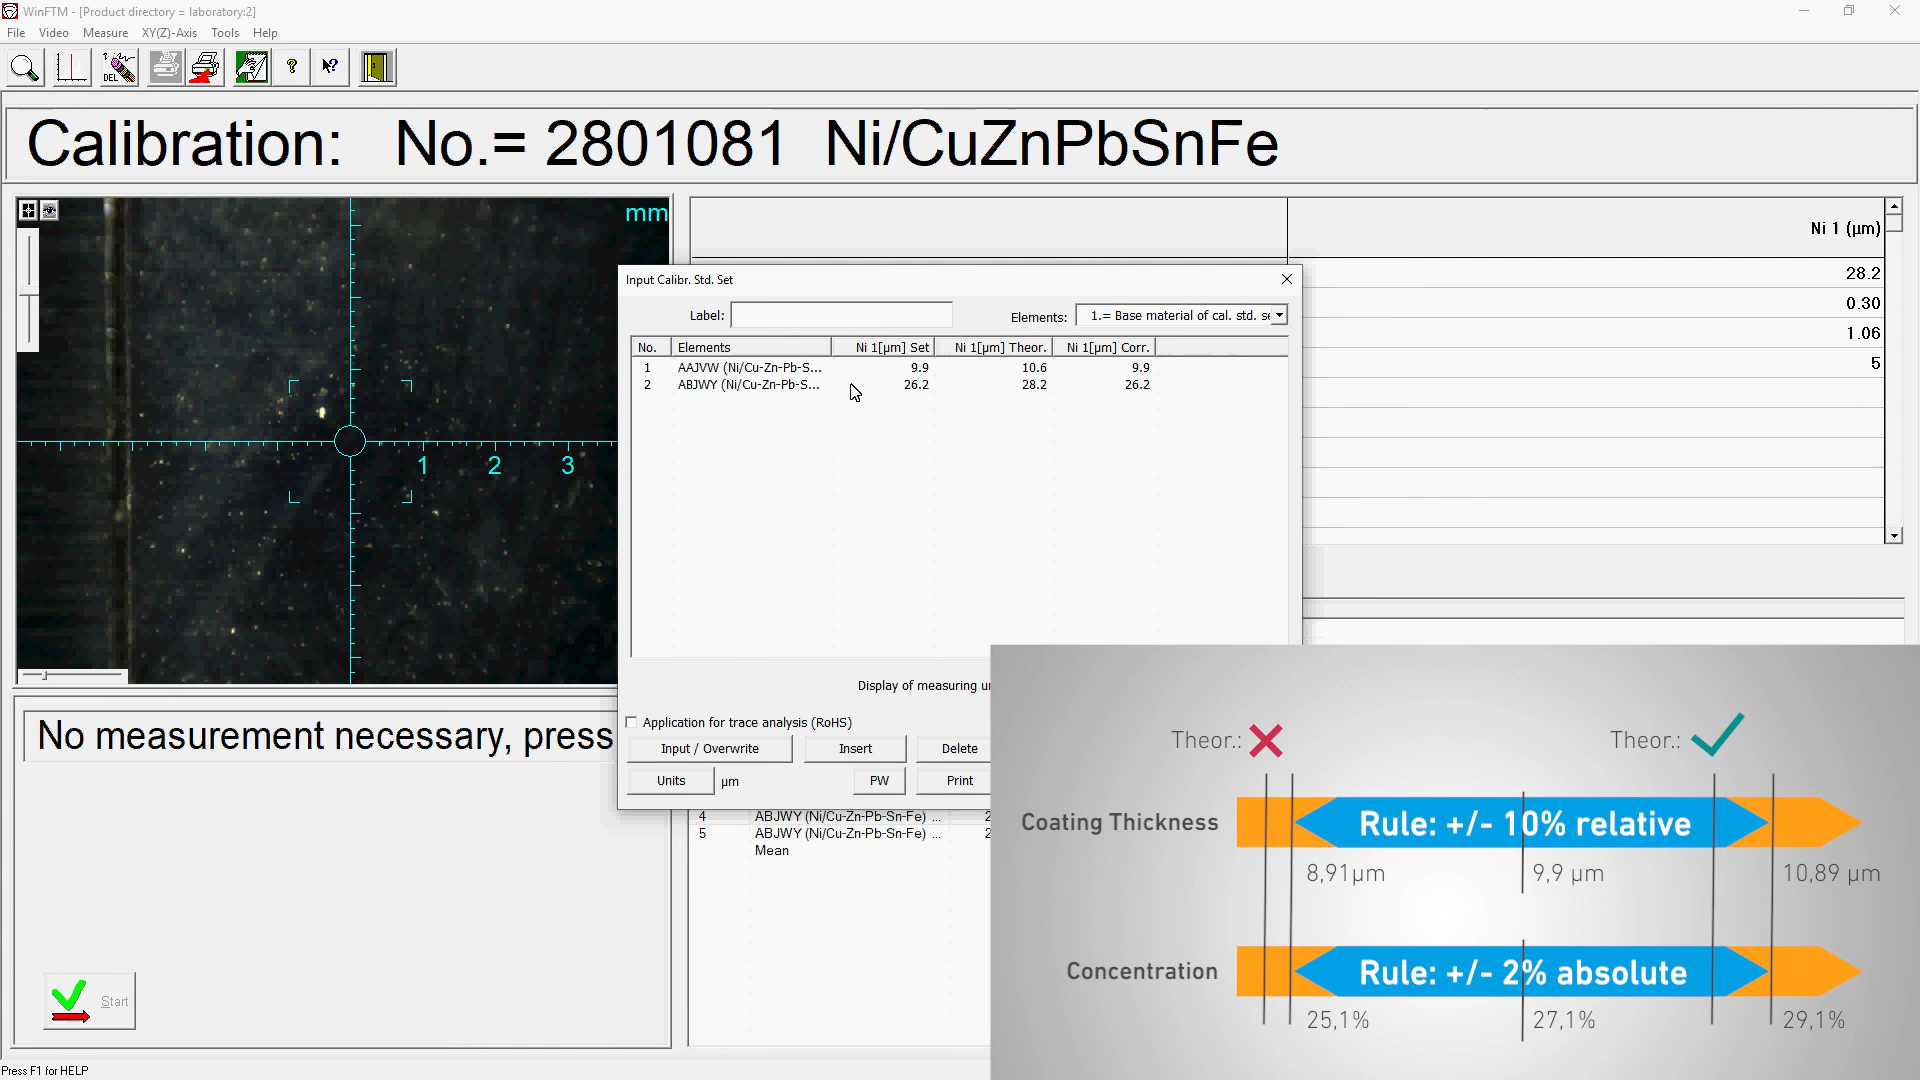 WinFTM - [Product directory = laboratory:2]
File Video Measure XY(Z)-Axis Tools Help
DEL
Calibration: No.= 2801081 Ni/CuZnPbSnFe
mm
1 2 3
Ni 1 (µm)
28.2
0.30
1.06
5
Input Calibr. Std. Set
Label:
Elements: 1.= Base material of cal. std. se
No. Elements Ni 1[µm] Set Ni 1[µm] Theor. Ni 1[µm] Corr.
1 AAJVW (Ni/Cu-Zn-Pb-S... 9.9 10.6 9.9
2 ABJWY (Ni/Cu-Zn-Pb-S... 26.2 28.2 26.2
Display of measuring
Application for trace analysis (RoHS)
Input / Overwrite Insert Delete
Units µm PW Print
No measurement necessary, press
Start
4 ABJWY (Ni/Cu-Zn-Pb-Sn-Fe) ... 2
5 ABJWY (Ni/Cu-Zn-Pb-Sn-Fe) ... 2
Mean
Theor.: Theor.:
Coating Thickness Rule: +/- 10% relative
8,91µm 9,9 µm 10,89 µm
Concentration Rule: +/- 2% absolute
25,1% 27,1% 29,1%
Press F1 for HELP